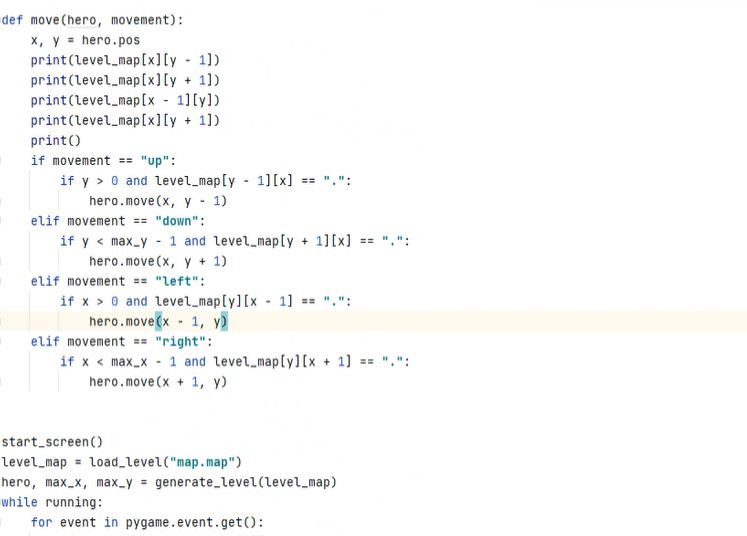 def move(hero, movement):
    x, y = hero.pos
    print(level_map[x][y - 1])
    print(level_map[x][y + 1])
    print(level_map[x - 1][y])
    print(level_map[x][y + 1])
    print()
    if movement == "up":
        if y > 0 and level_map[y - 1][x] == ".":
            hero.move(x, y - 1)
    elif movement == "down":
        if y < max_y - 1 and level_map[y + 1][x] == ".":
            hero.move(x, y + 1)
    elif movement == "left":
        if x > 0 and level_map[y][x - 1] == ".":
            hero.move(x - 1, y)
    elif movement == "right":
        if x < max_x - 1 and level_map[y][x + 1] == ".":
            hero.move(x + 1, y)
start_screen()
level_map = load_level("map.map")
hero, max_x, max_y = generate_level(level_map)
while running:
    for event in pygame.event.get():